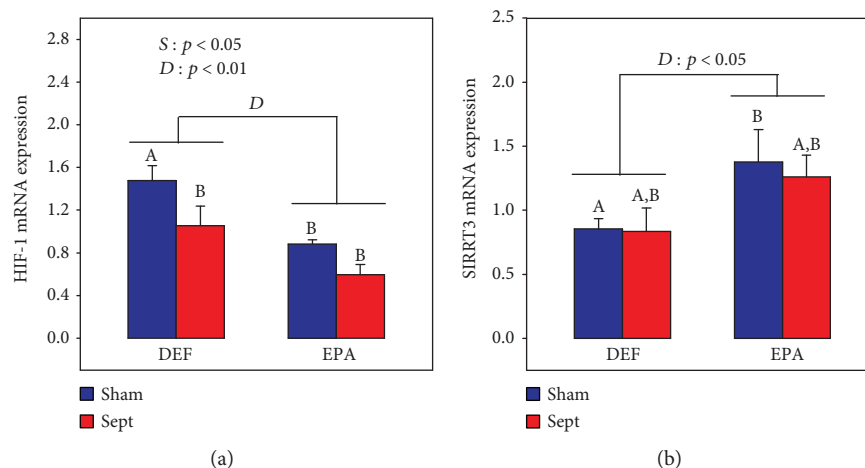 HIF-1 mRNA expression
2.8
2.4
2.0
1.6
1.2
0.8
0.4
0.0
S : p < 0.05
D : p < 0.01
D
A
B
B
B
DEF
EPA
Sham
Sept
(a)
SIRRT3 mRNA expression
2.5
2.0
1.5
1.0
0.5
0.0
D : p < 0.05
A
A,B
B
A,B
DEF
EPA
Sham
Sept
(b)